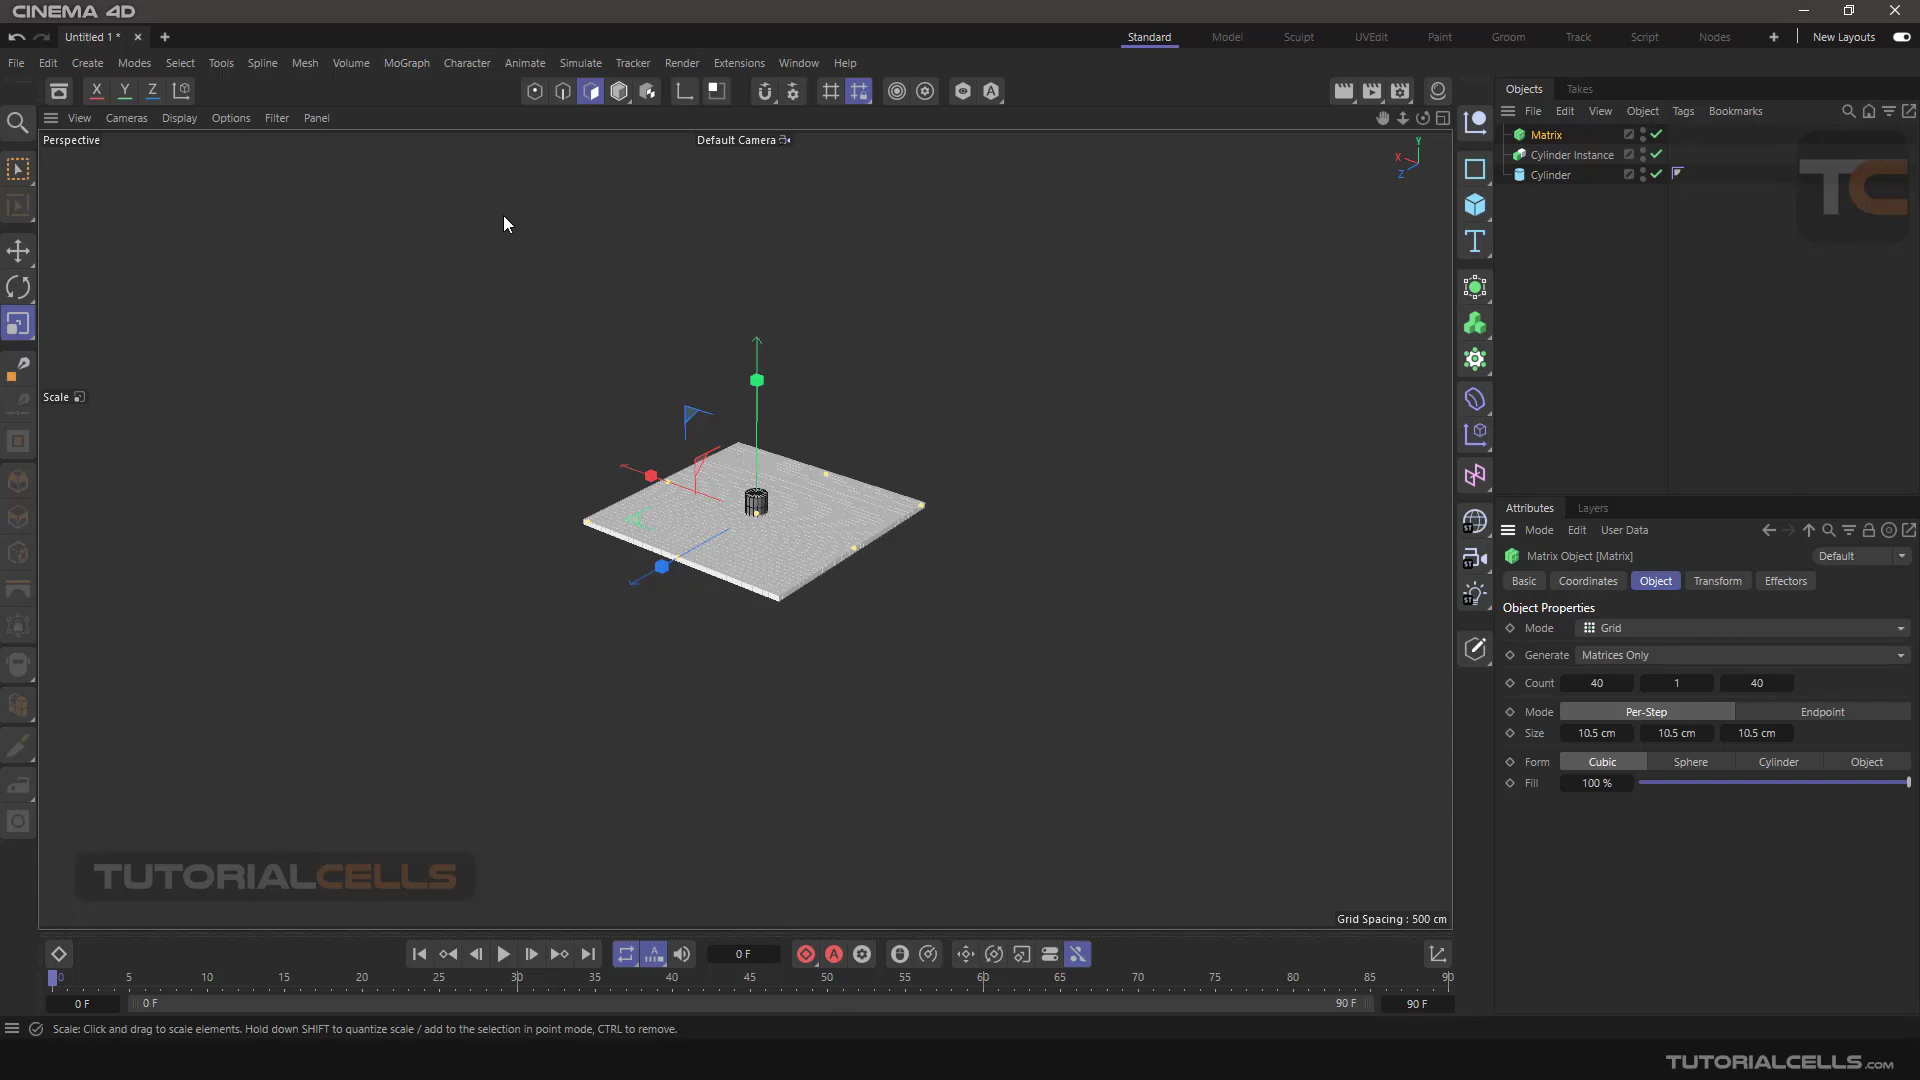 CINEMA 4D
Untitled 1 *
Standard Model Sculpt UVEdit Paint Groom Track Script Nodes New Layouts
File Edit Create Modes Select Tools Spline Mesh Volume MoGraph Character Animate Simulate Tracker Render Extensions Window Help
X Y Z
Objects Takes
View Cameras Display Options Filter Panel
File Edit View Object Tags Bookmarks
Perspective
Default Camera
Y
X
Z
Matrix
Cylinder Instance
Cylinder
TC
Scale
Attributes Layers
Mode Edit User Data
Matrix Object [Matrix]
Default
Basic Coordinates Object Transform Effectors
Object Properties
Mode Grid
Generate Matrices Only
Count 40 1 40
Mode Per-Step Endpoint
Size 10.5 cm 10.5 cm 10.5 cm
Form Cubic Sphere Cylinder Object
Fill 100 %
TUTORIALCELLS
Grid Spacing : 500 cm
0 F
0 5 10 15 20 25 30 35 40 45 50 55 60 65 70 75 80 85 90
0 F 0 F 90 F 90 F
Scale: Click and drag to scale elements. Hold down SHIFT to quantize scale / add to the selection in point mode, CTRL to remove.
TUTORIALCELLS.com